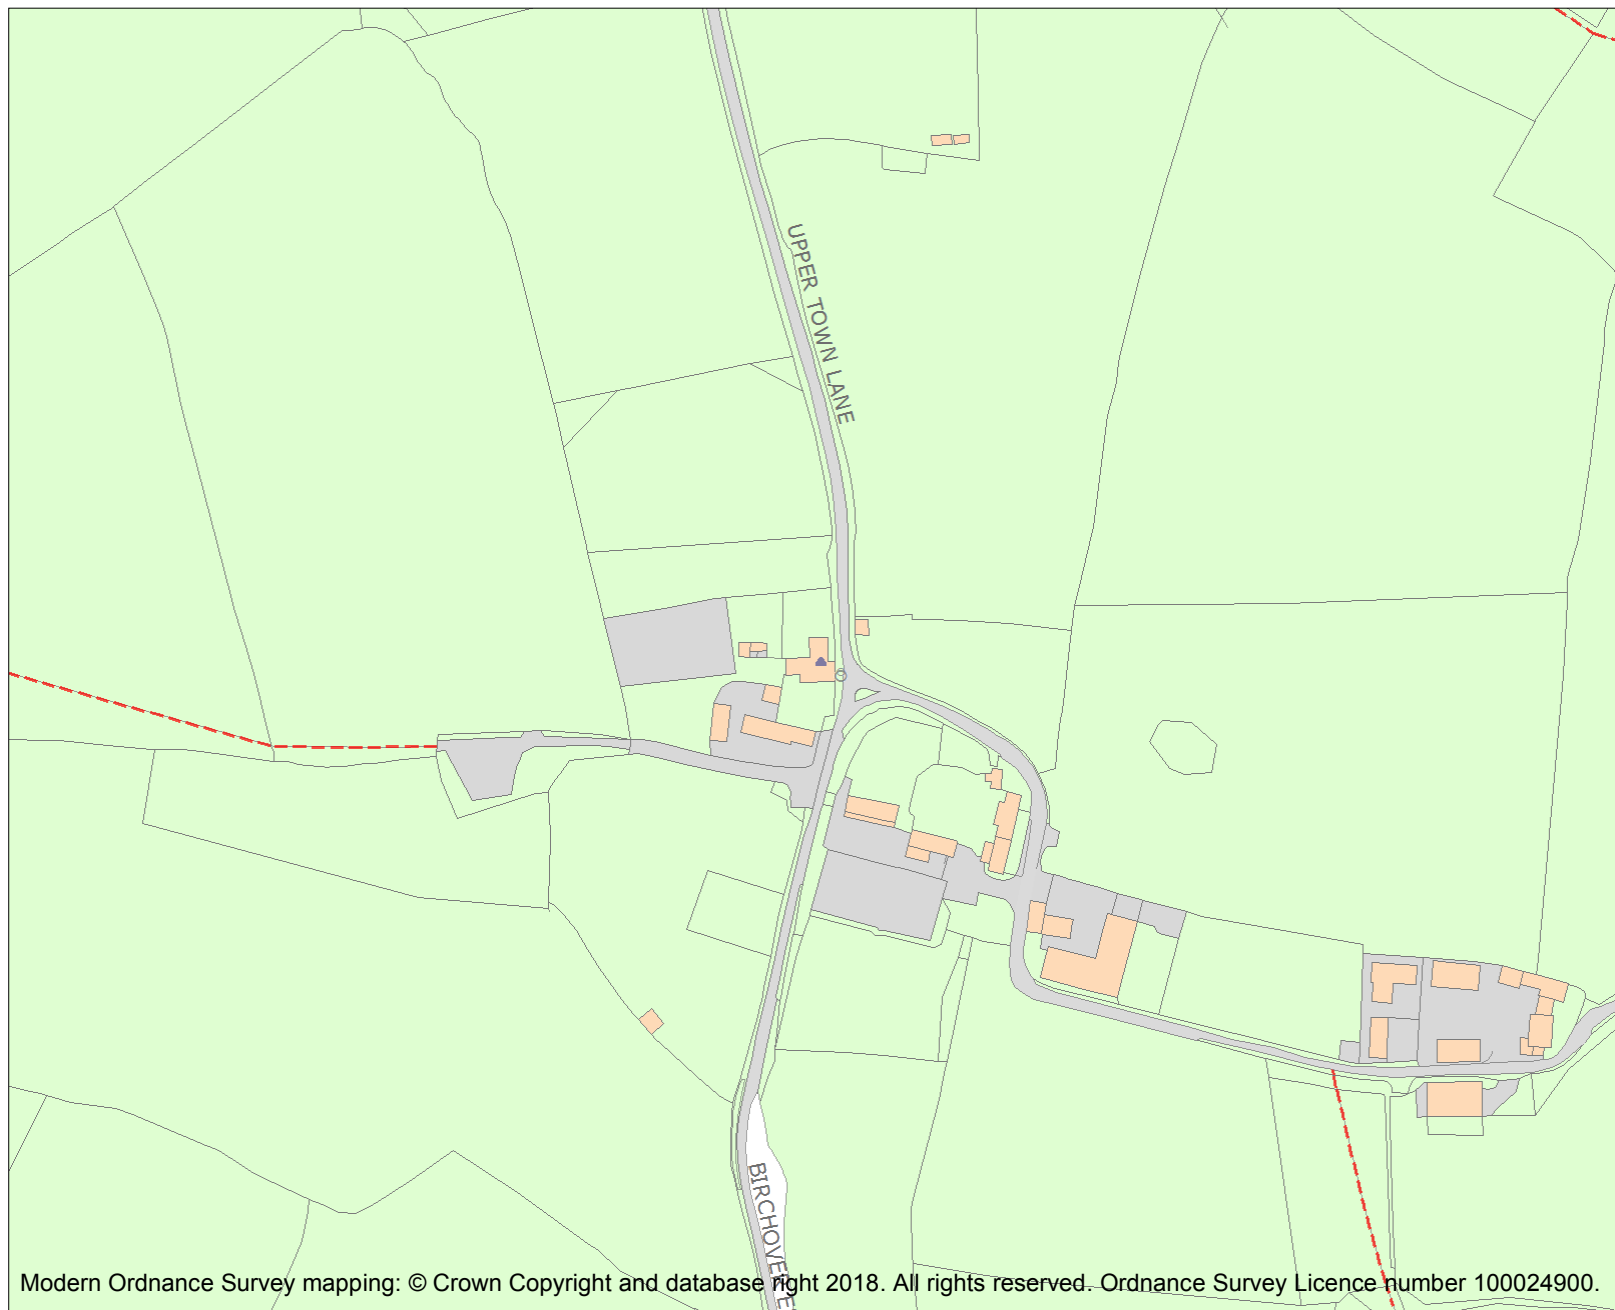 UPPER TOWN LANE
BIRCHOVER
Modern Ordnance Survey mapping: © Crown Copyright and database right 2018. All rights reserved. Ordnance Survey Licence number 100024900.